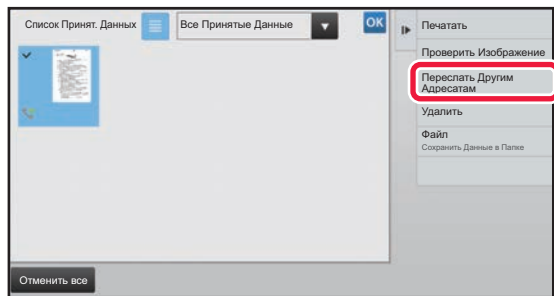 Список Принят. Данных
Все Принятые Данные
OK
Печатать
Проверить Изображение
Переслать Другим
Адресатам
Удалить
Файл
Сохранить Данные в Папке
Отменить все